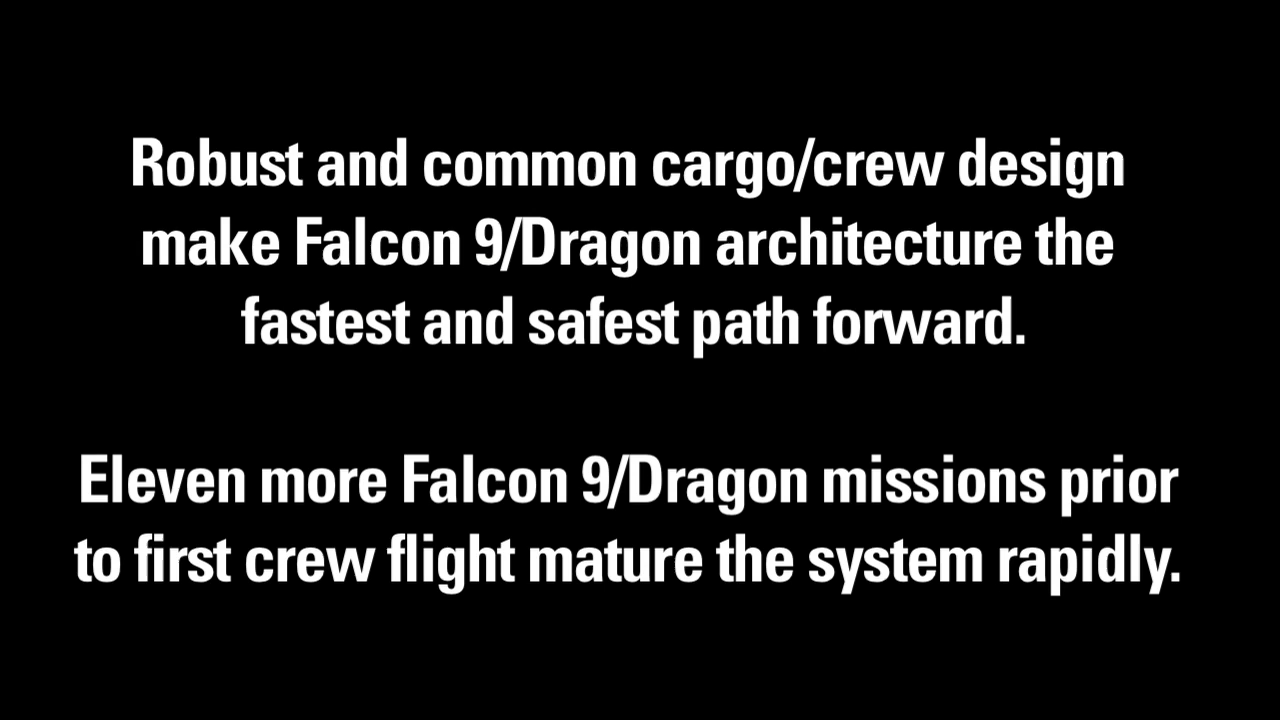 Robust and common cargo/crew design
make Falcon 9/Dragon architecture the
fastest and safest path forward.
Eleven more Falcon 9/Dragon missions prior
to first crew flight mature the system rapidly.